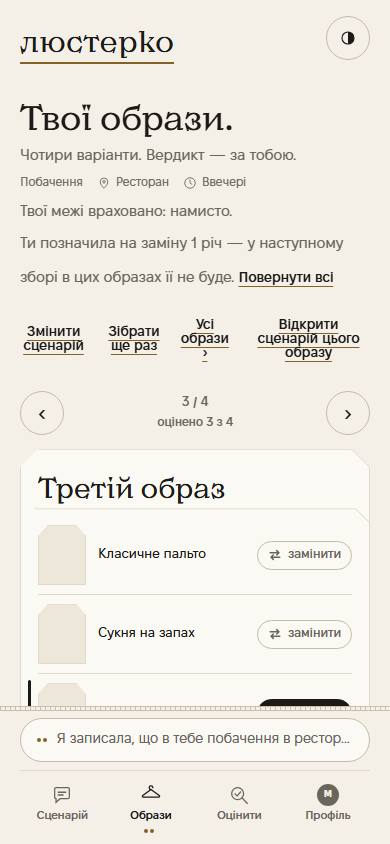 люстерко
Твої образи.
Чотири варіанти. Вердикт — за тобою.
Побачення Ресторан Ввечері
Твої межі враховано: намисто.
Ти позначила на заміну 1 річ — у наступному
зборі в цих образах її не буде. Повернути всі
Змінити сценарій
Зібрати ще раз
Усі образи ›
Відкрити сценарій цього образу
‹ 3 / 4 ›
оцінено 3 з 4
Третій образ
Класичне пальто ⇄ замінити
Сукня на запах ⇄ замінити
Я записала, що в тебе побачення в рестор…
Сценарій Образи Оцінити М Профіль